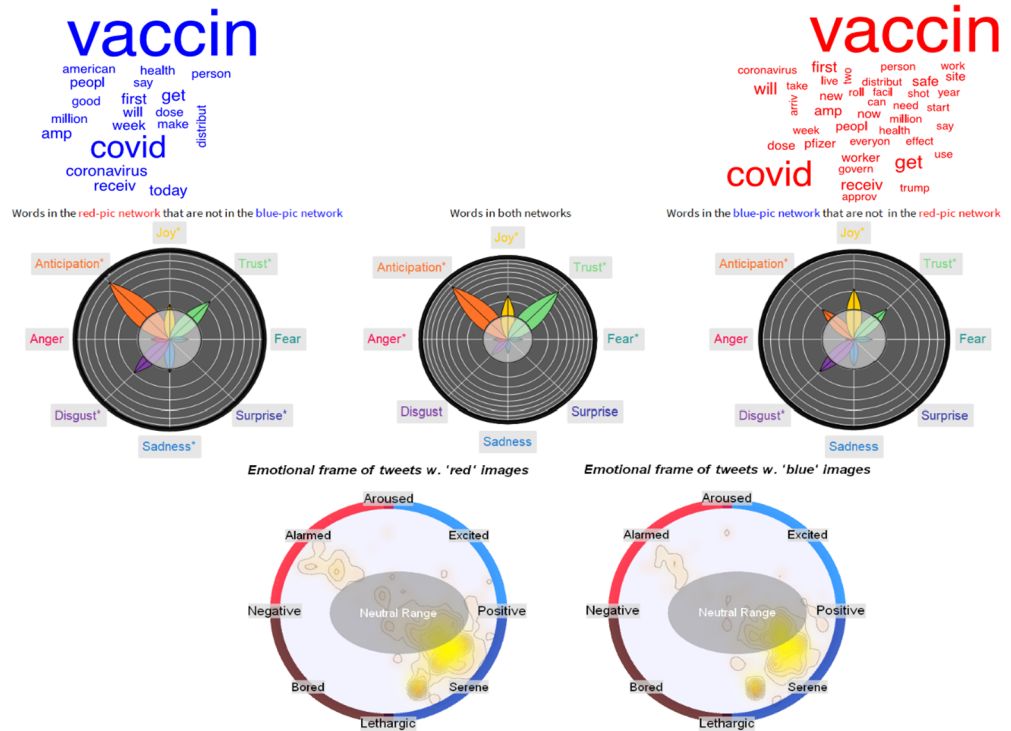 vaccin
american health person
peopl say
good first get
will dose
million week make distribut
amp
covid
coronavirus
receiv today
vaccin
coronavirus first two person work
will take live distribut safe site
arriv new roll facil shot year
amp can need start
now million
week peopl health say
dose pfizer everyon effect
covid worker get use
govern
receiv trump
approv
Words in the red-pic network that are not in the blue-pic network
Words in both networks
Words in the blue-pic network that are not in the red-pic network
Joy*
Anticipation* Trust*
Anger Fear
Disgust* Surprise*
Sadness*
Joy*
Anticipation* Trust*
Anger* Fear*
Disgust Surprise
Sadness
Joy*
Anticipation* Trust*
Anger Fear
Disgust* Surprise
Sadness
Emotional frame of tweets w. 'red' images
Emotional frame of tweets w. 'blue' images
Aroused
Alarmed Excited
Negative Neutral Range Positive
Bored Serene
Lethargic
Aroused
Alarmed Excited
Negative Neutral Range Positive
Bored Serene
Lethargic